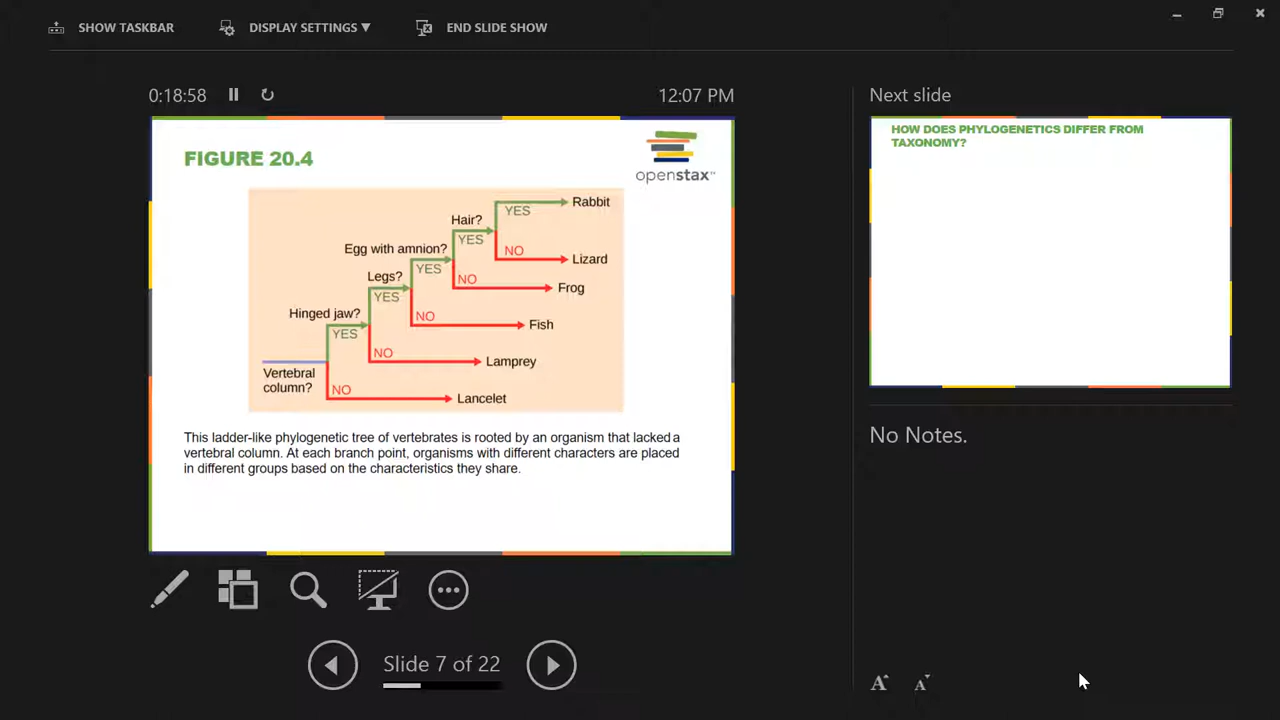 SHOW TASKBAR
DISPLAY SETTINGS ▼
END SLIDE SHOW
0:18:58
12:07 PM
Next slide
FIGURE 20.4
openstax™
Rabbit
YES
Hair?
YES
NO
Lizard
Egg with amnion?
YES
NO
Frog
Legs?
YES
NO
Fish
Hinged jaw?
YES
NO
Lamprey
Vertebral
column?
NO
Lancelet
This ladder-like phylogenetic tree of vertebrates is rooted by an organism that lacked a
vertebral column. At each branch point, organisms with different characters are placed
in different groups based on the characteristics they share.
HOW DOES PHYLOGENETICS DIFFER FROM
TAXONOMY?
No Notes.
Slide 7 of 22
A A